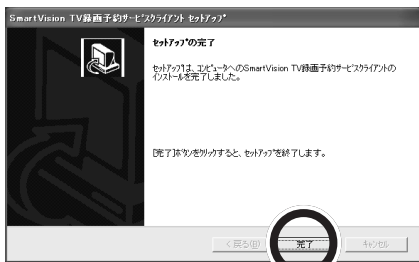 SmartVision TV録画予約サービスクライアント セットアップ
セットアップの完了
セットアップは、コンピュータへのSmartVision TV録画予約サービスクライアントの
インストールを完了しました。
[完了]ボタンをクリックすると、セットアップを終了します。
< 戻る(B)
完了
キャンセル